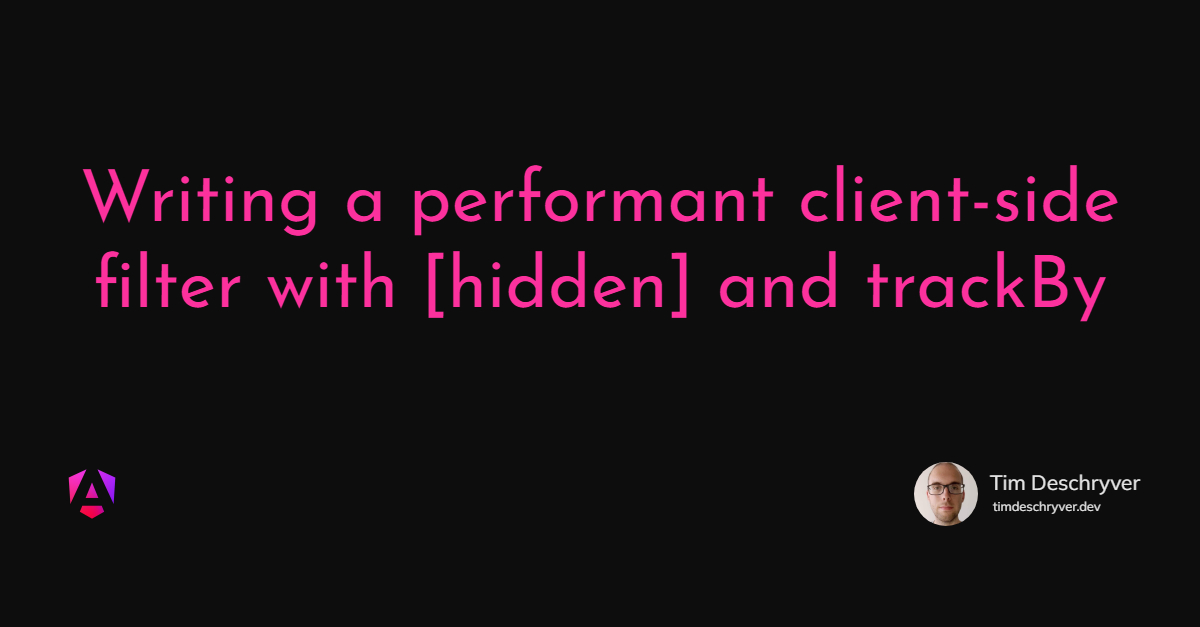 Writing a performant client-side
filter with [hidden] and trackBy
Tim Deschryver
timdeschryver.dev